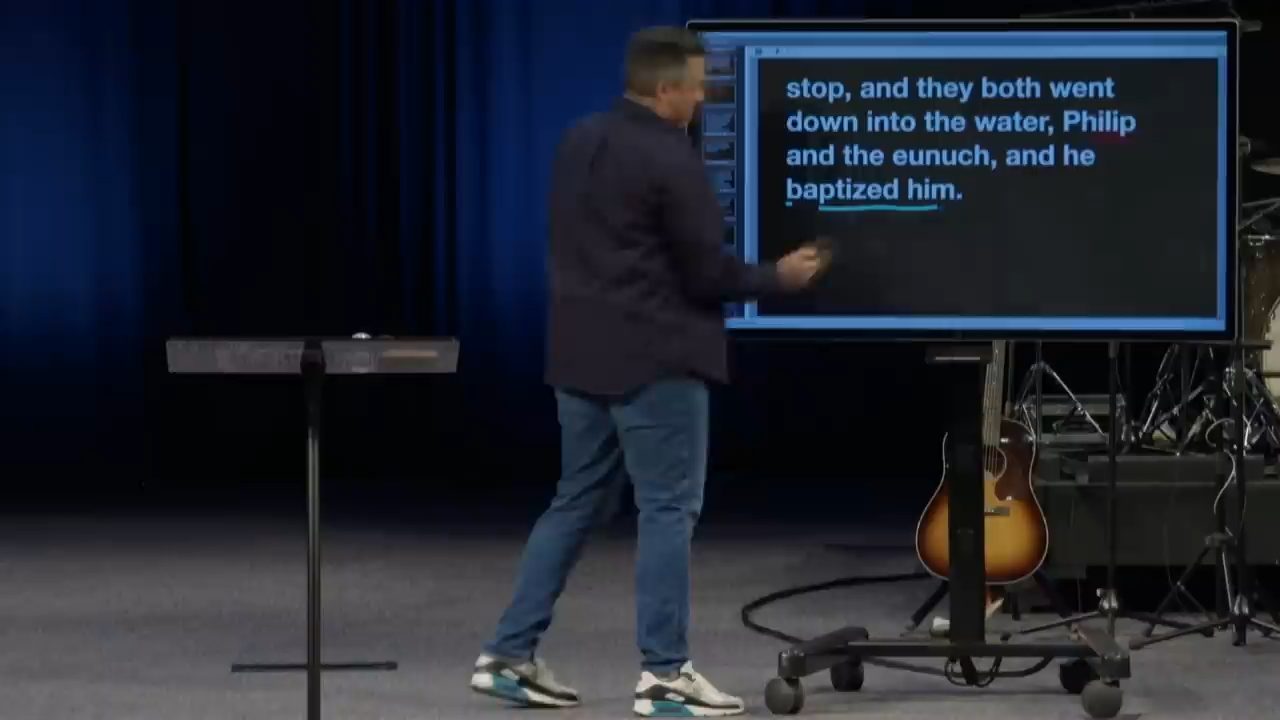 stop, and they both went
down into the water, Philip
and the eunuch, and he
baptized him.